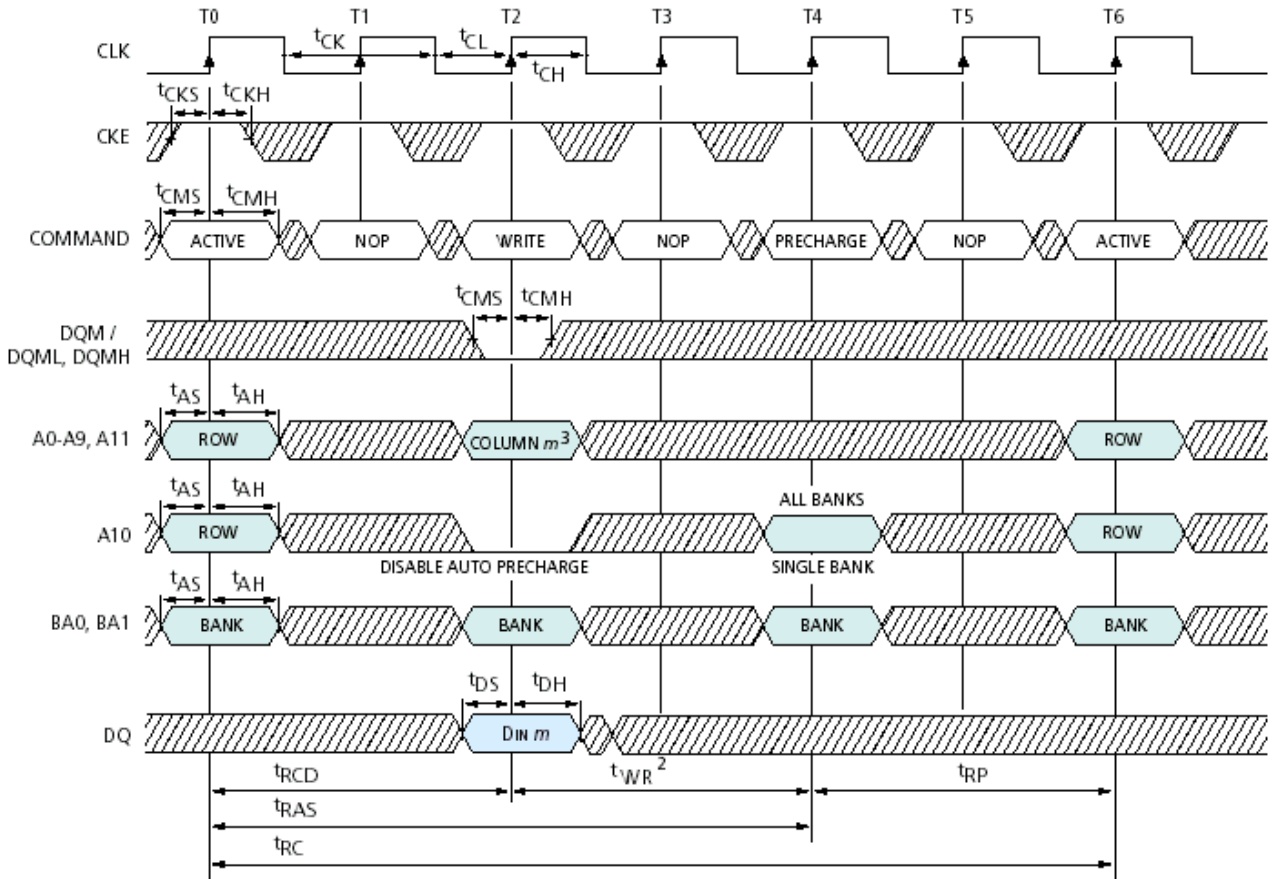 T0 T1 T2 T3 T4 T5 T6
tCK tCL
CLK
tCH
tCKS tCKH
CKE
tCMS tCMH
COMMAND ACTIVE NOP WRITE NOP PRECHARGE NOP ACTIVE
tCMS tCMH
DQM /
DQML, DQMH
tAS tAH
A0-A9, A11 ROW COLUMN m3 ROW
tAS tAH ALL BANKS
A10 ROW ROW
DISABLE AUTO PRECHARGE SINGLE BANK
tAS tAH
BA0, BA1 BANK BANK BANK BANK
tDS tDH
DQ DIN m
tRCD tWR2 tRP
tRAS
tRC